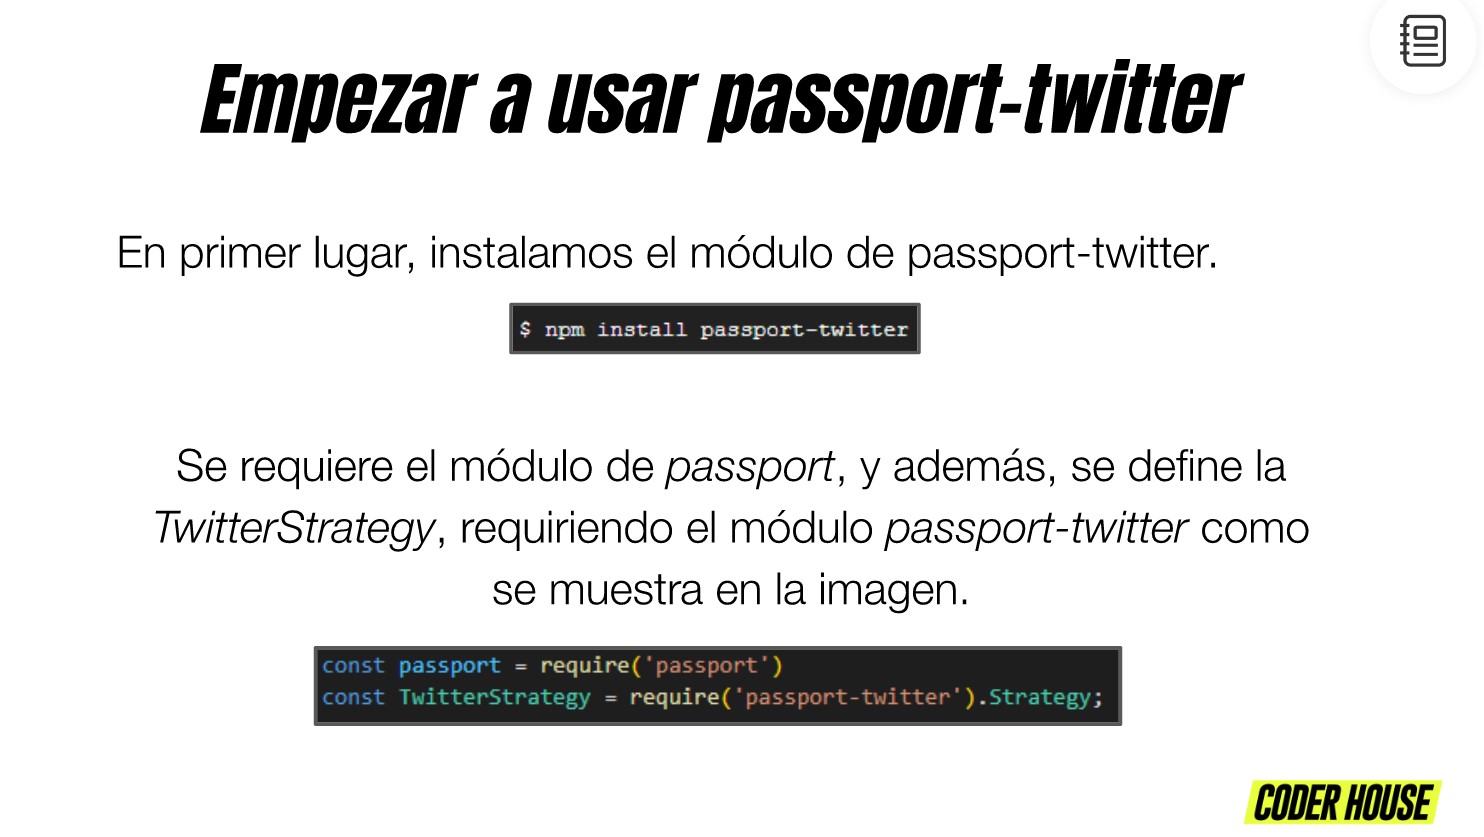 Empezar a usar passport-twitter
En primer lugar, instalamos el módulo de passport-twitter.
$ npm install passport-twitter
Se requiere el módulo de passport, y además, se define la
TwitterStrategy, requiriendo el módulo passport-twitter como
se muestra en la imagen.
const passport = require('passport')
const TwitterStrategy = require('passport-twitter').Strategy;
CODER HOUSE